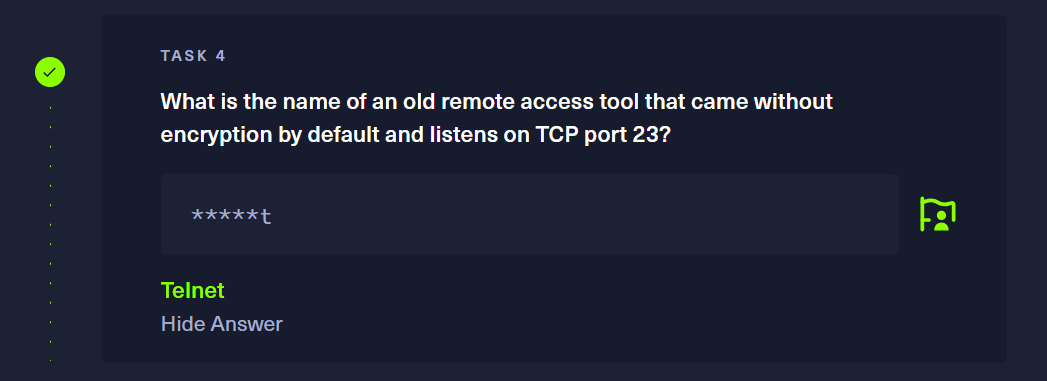 TASK 4
What is the name of an old remote access tool that came without
encryption by default and listens on TCP port 23?
*****t
Telnet
Hide Answer